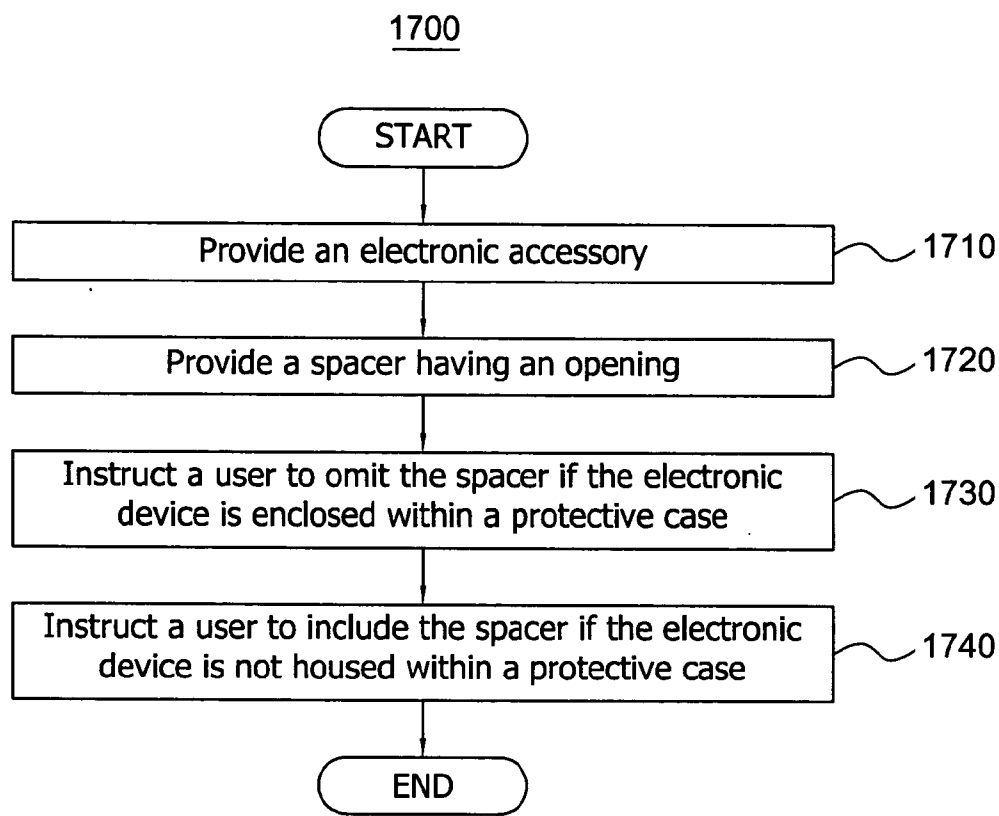 1700
START
Provide an electronic accessory
1710
Provide a spacer having an opening
1720
Instruct a user to omit the spacer if the electronic
device is enclosed within a protective case
1730
Instruct a user to include the spacer if the electronic
device is not housed within a protective case
1740
END